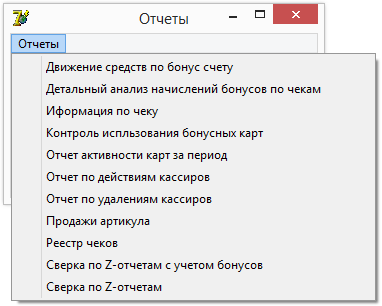 Отчеты
Отчеты
Движение средств по бонус счету
Детальный анализ начислений бонусов по чекам
Иформация по чеку
Контроль испльзования бонусных карт
Отчет активности карт за период
Отчет по действиям кассиров
Отчет по удалениям кассиров
Продажи артикула
Реестр чеков
Сверка по Z-отчетам с учетом бонусов
Сверка по Z-отчетам